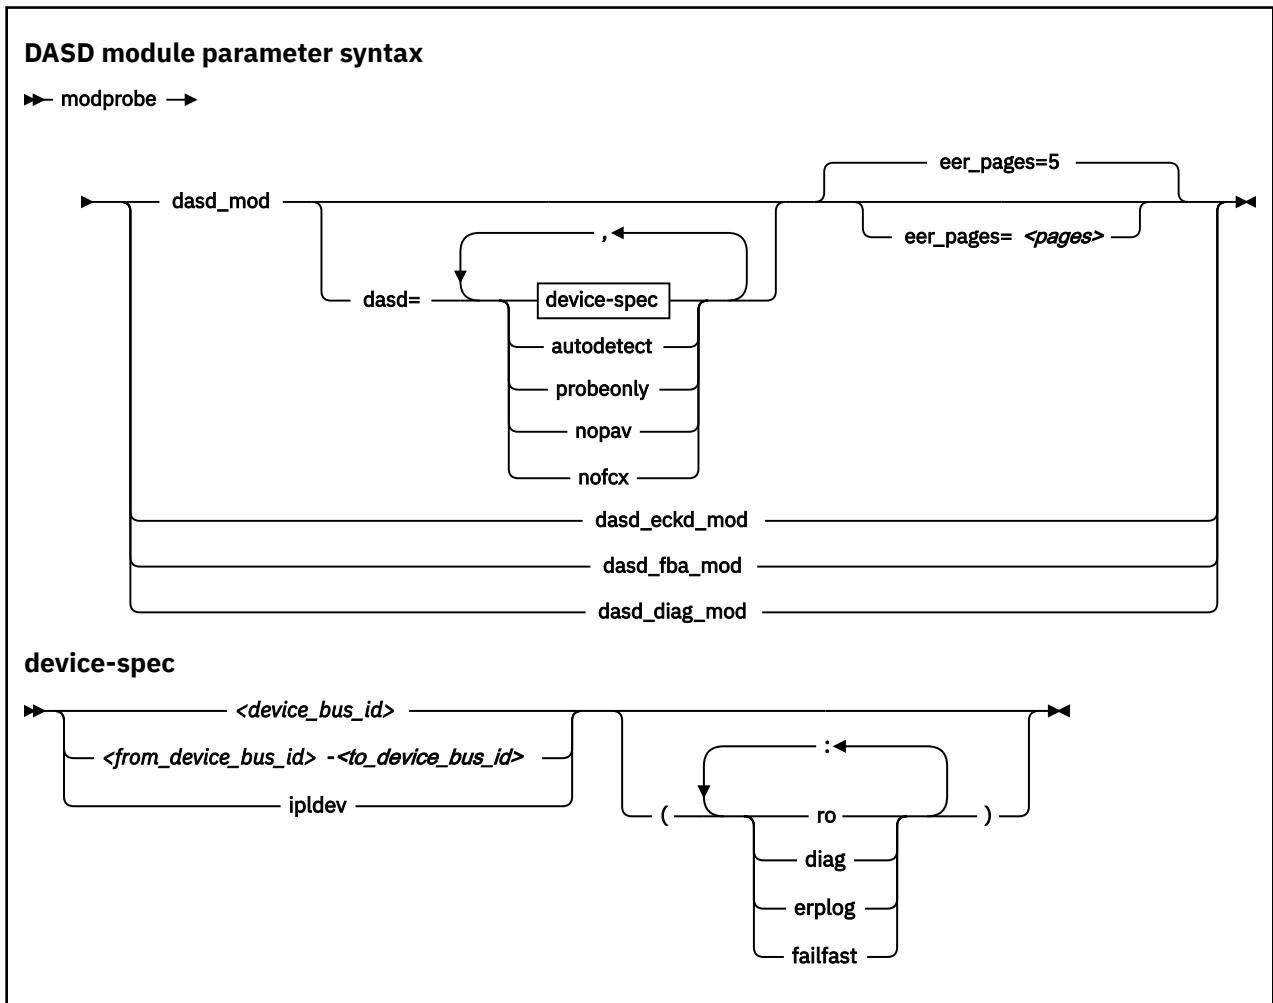 DASD module parameter syntax
modprobe
eer_pages=5
dasd_mod
eer_pages= <pages>
,
dasd= device-spec
autodetect
probeonly
nopav
nofcx
dasd_eckd_mod
dasd_fba_mod
dasd_diag_mod
device-spec
<device_bus_id>
<from_device_bus_id> -<to_device_bus_id>
:
ipldev
( ro )
diag
erplog
failfast